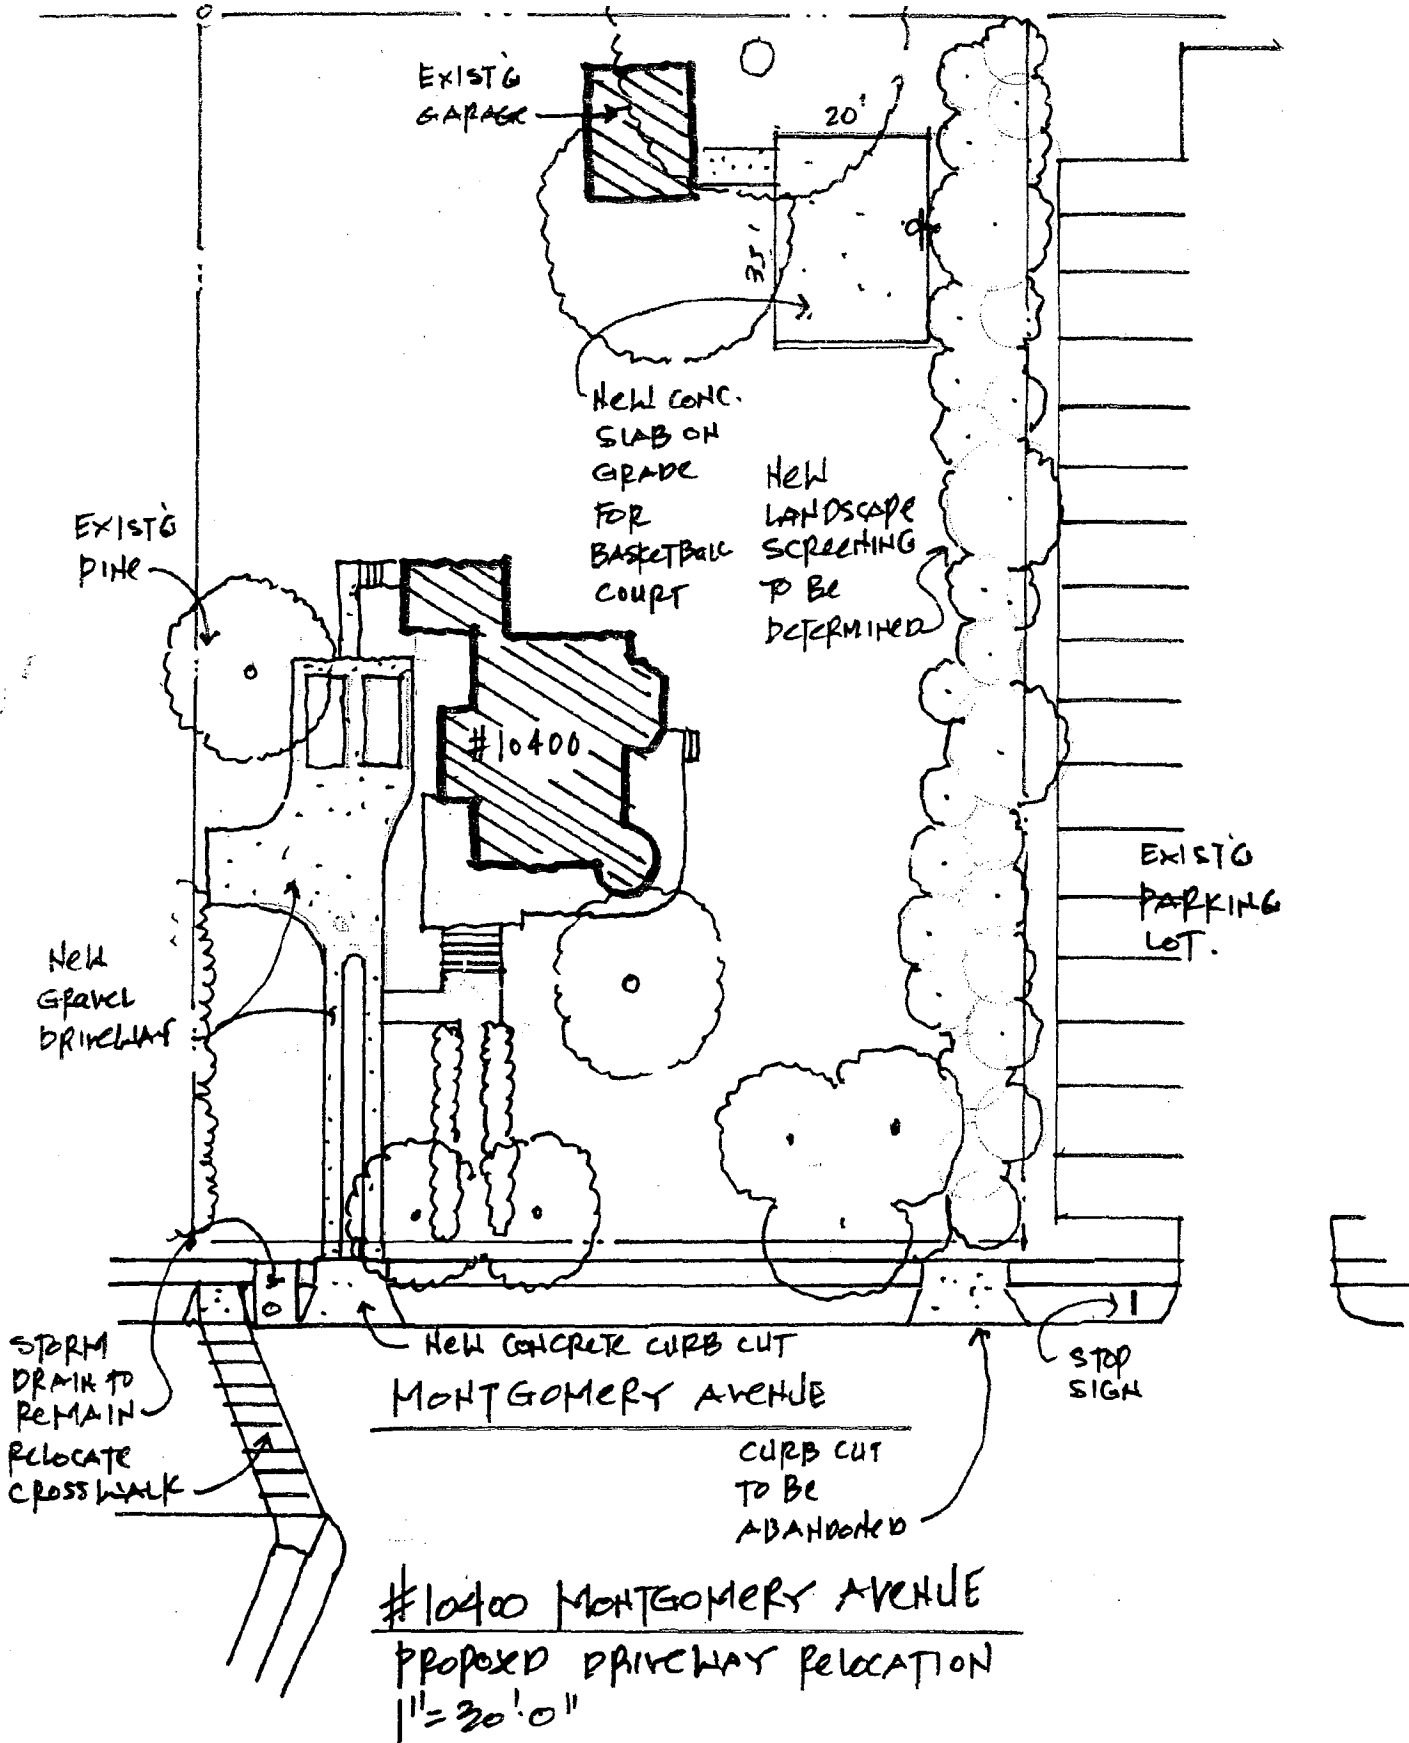 EXIST'G
GARAGE
20'
35'
NEW CONC.
SLAB ON
GRADE
FOR
BASKETBALL
COURT
NEW
LANDSCAPE
SCREENING
TO BE
DETERMINED
EXIST'G
PINE
#10400
EXIST'G
PARKING
LOT.
NEW
GRAVEL
DRIVEWAY
STORM
DRAIN TO
REMAIN
RELOCATE
CROSSWALK
NEW CONCRETE CURB CUT
MONTGOMERY AVENUE
STOP
SIGN
CURB CUT
TO BE
ABANDONED
#10400 MONTGOMERY AVENUE
PROPOSED DRIVEWAY RELOCATION
1"=30'.0"